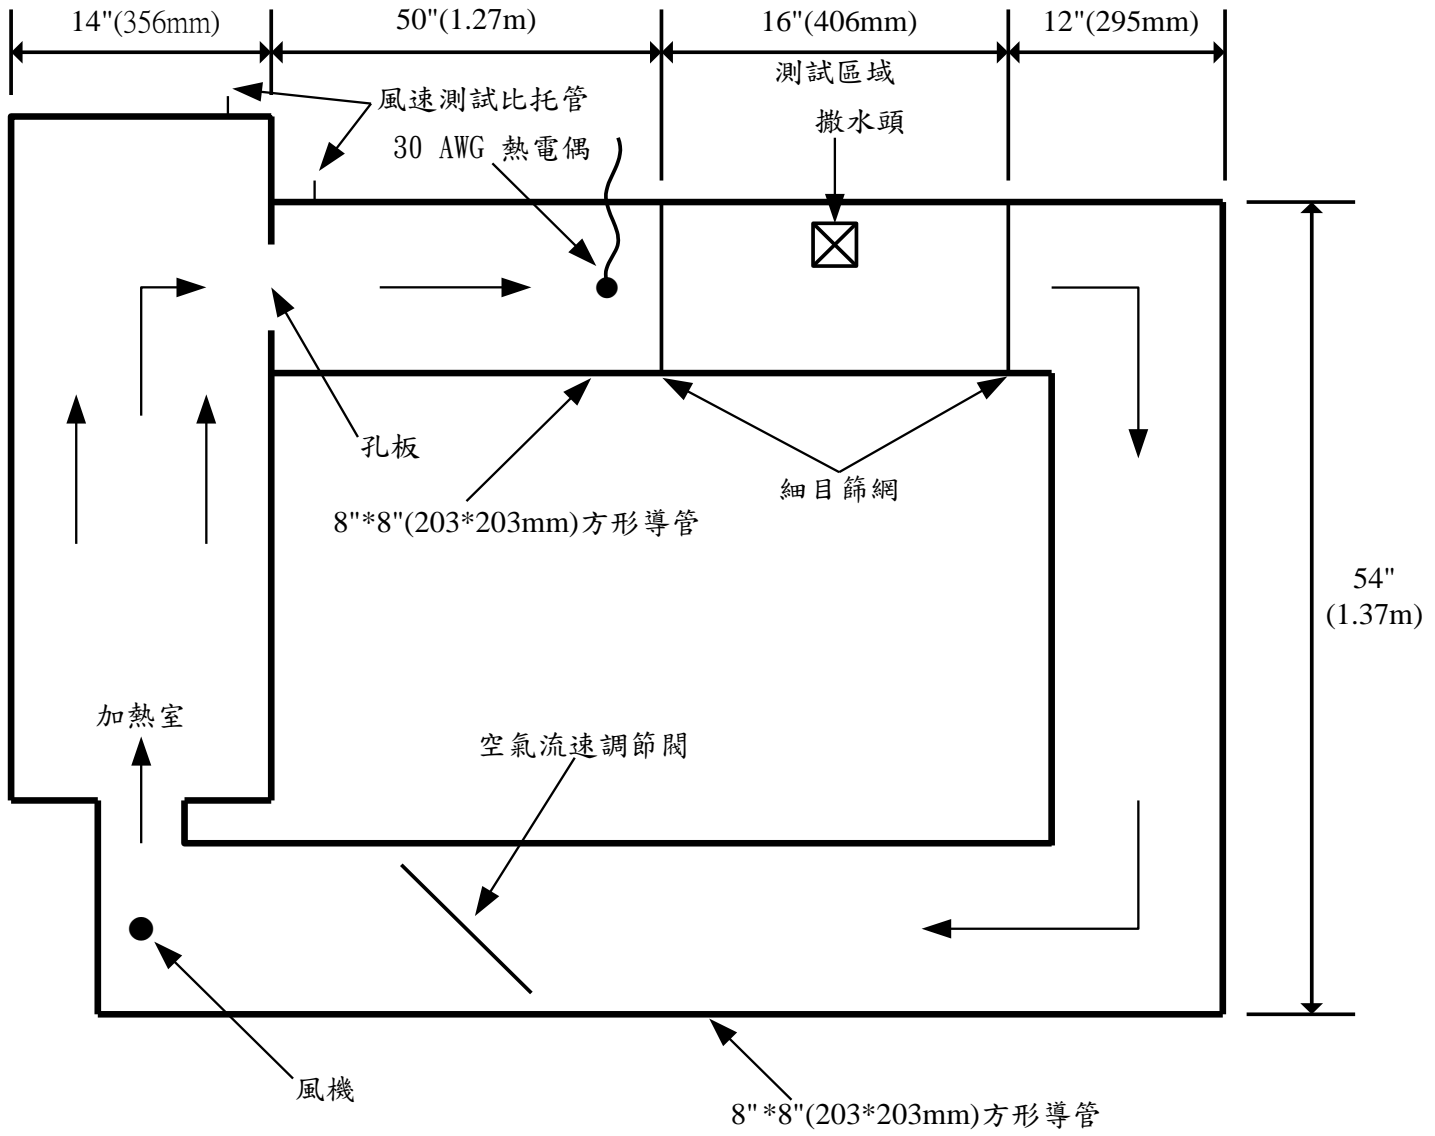 14"(356mm)
50"(1.27m)
16"(406mm)
12"(295mm)
測試區域
風速測試比托管
撒水頭
30 AWG 熱電偶
孔板
細目篩網
8"*8"(203*203mm)方形導管
54"
(1.37m)
加熱室
空氣流速調節閥
風機
8"*8"(203*203mm)方形導管